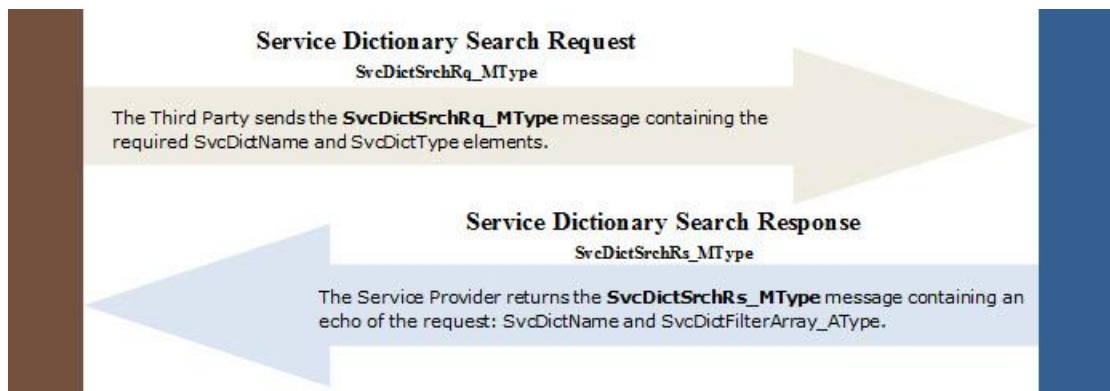 Service Dictionary Search Request
SvcDictSrchRq_MType
The Third Party sends the SvcDictSrchRq_MType message containing the
required SvcDictName and SvcDictType elements.
Service Dictionary Search Response
SvcDictSrchRs_MType
The Service Provider returns the SvcDictSrchRs_MType message containing an
echo of the request: SvcDictName and SvcDictFilterArray_AType.